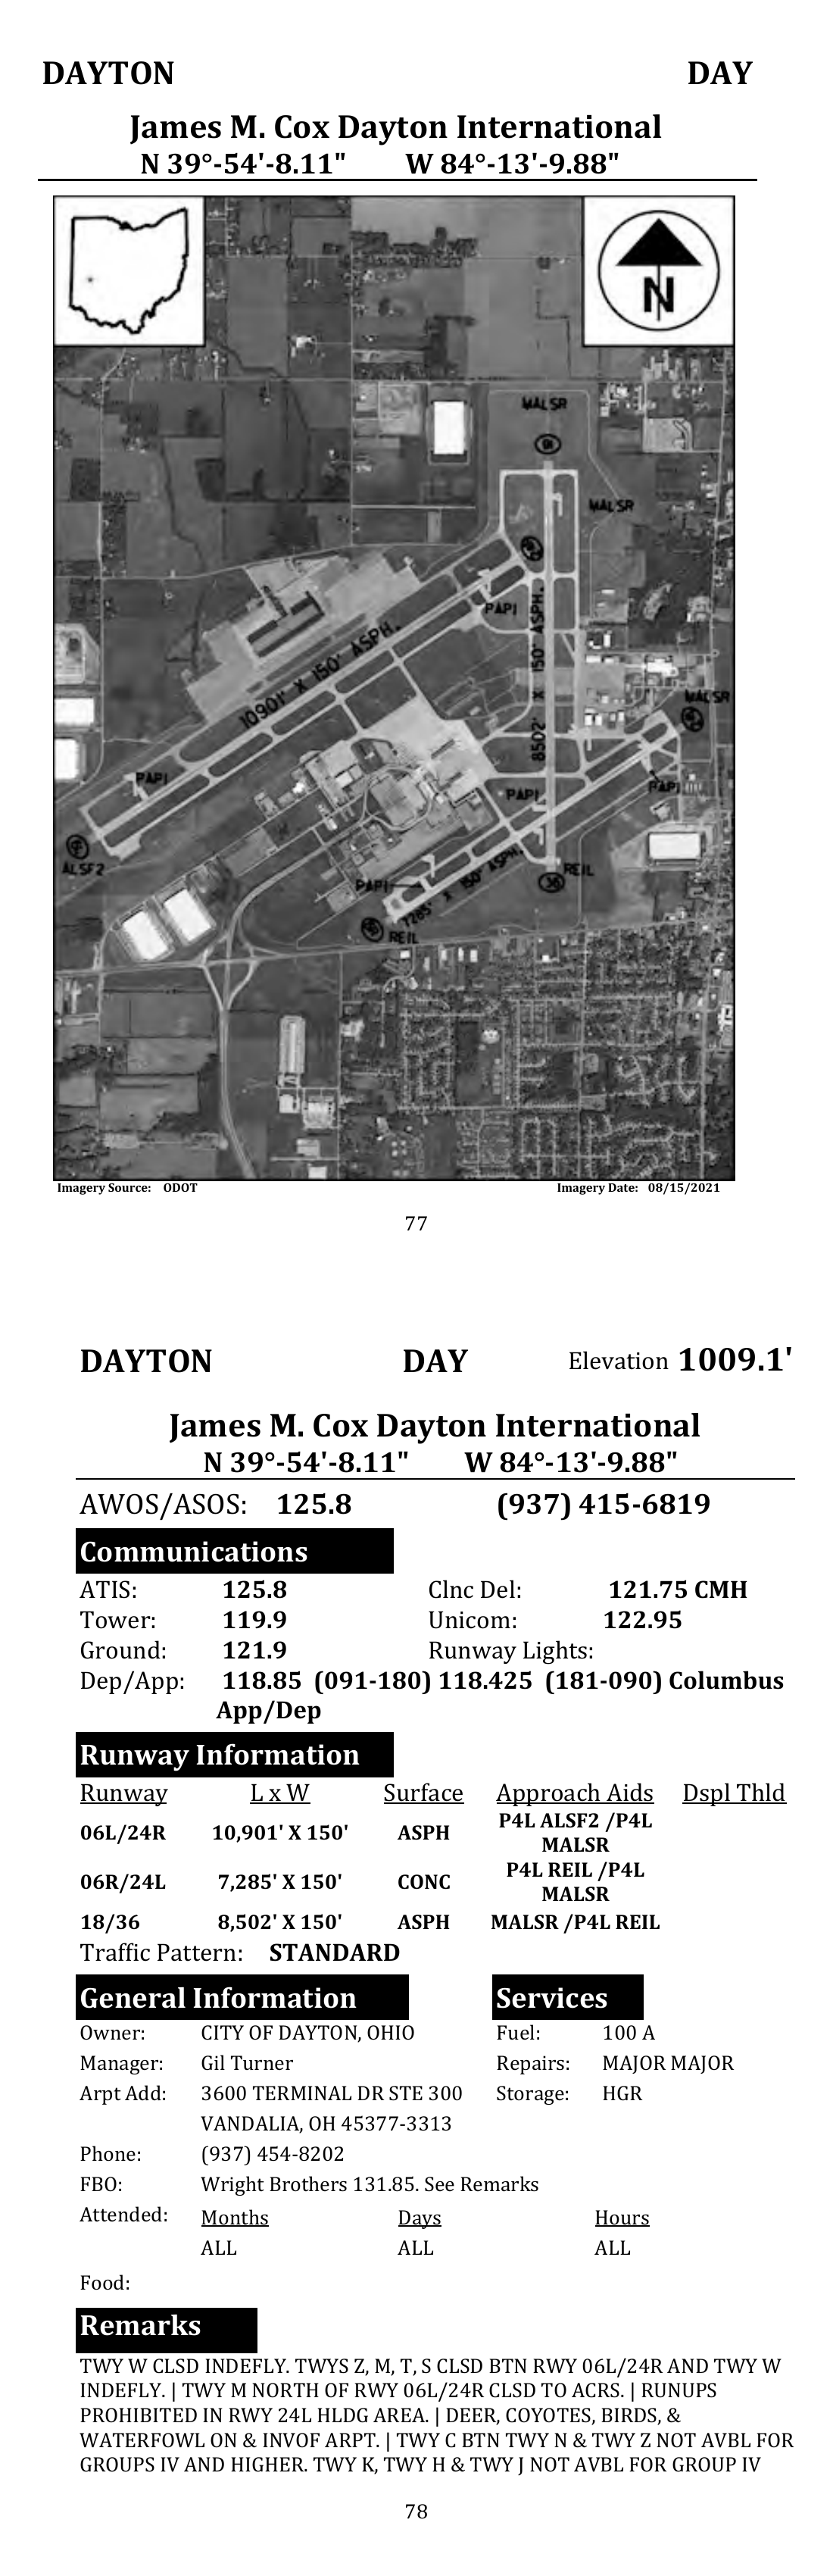 DAYTON DAY
James M. Cox Dayton International
N 39°-54'-8.11" W 84°-13'-9.88"
N
MALSR
MALSR
PAPI
10901' X 150' ASPH.
8502' X 150' ASPH.
MALSR
PAPI
PAPI
PAPI
ALSF2
PAPI
7285' X 150' ASPH.
36
REIL
REIL
Imagery Source: ODOT Imagery Date: 08/15/2021
77
DAYTON DAY Elevation 1009.1'
James M. Cox Dayton International
N 39°-54'-8.11" W 84°-13'-9.88"
AWOS/ASOS: 125.8 (937) 415-6819
Communications
ATIS: 125.8 Clnc Del: 121.75 CMH
Tower: 119.9 Unicom: 122.95
Ground: 121.9 Runway Lights:
Dep/App: 118.85 (091-180) 118.425 (181-090) Columbus
App/Dep
Runway Information
Runway L x W Surface Approach Aids Dspl Thld
06L/24R 10,901' X 150' ASPH P4L ALSF2 /P4L
MALSR
06R/24L 7,285' X 150' CONC P4L REIL /P4L
MALSR
18/36 8,502' X 150' ASPH MALSR /P4L REIL
Traffic Pattern: STANDARD
General Information Services
Owner: CITY OF DAYTON, OHIO Fuel: 100 A
Manager: Gil Turner Repairs: MAJOR MAJOR
Arpt Add: 3600 TERMINAL DR STE 300 Storage: HGR
VANDALIA, OH 45377-3313
Phone: (937) 454-8202
FBO: Wright Brothers 131.85. See Remarks
Attended: Months Days Hours
ALL ALL ALL
Food:
Remarks
TWY W CLSD INDEFLY. TWYS Z, M, T, S CLSD BTN RWY 06L/24R AND TWY W
INDEFLY. | TWY M NORTH OF RWY 06L/24R CLSD TO ACRS. | RUNUPS
PROHIBITED IN RWY 24L HLDG AREA. | DEER, COYOTES, BIRDS, &
WATERFOWL ON & INVOF ARPT. | TWY C BTN TWY N & TWY Z NOT AVBL FOR
GROUPS IV AND HIGHER. TWY K, TWY H & TWY J NOT AVBL FOR GROUP IV
78